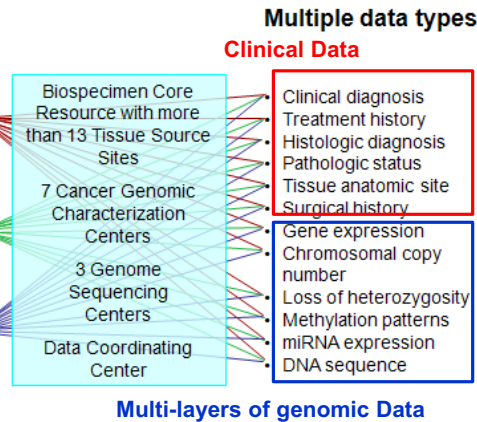 Multiple data types
Clinical Data
Biospecimen Core
Resource with more
than 13 Tissue Source
Sites
7 Cancer Genomic
Characterization
Centers
3 Genome
Sequencing
Centers
Data Coordinating
Center
• Clinical diagnosis
• Treatment history
• Histologic diagnosis
• Pathologic status
• Tissue anatomic site
• Surgical history
• Gene expression
• Chromosomal copy
number
• Loss of heterozygosity
• Methylation patterns
• miRNA expression
• DNA sequence
Multi-layers of genomic Data